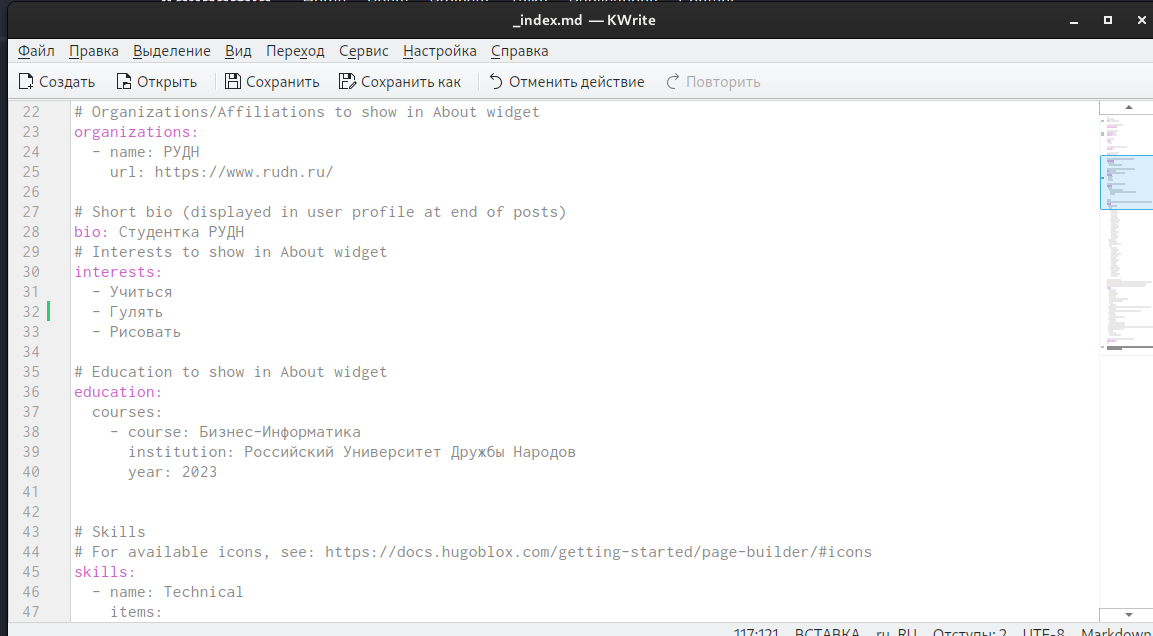 _index.md — KWrite
Файл Правка Выделение Вид Переход Сервис Настройка Справка
Создать Открыть Сохранить Сохранить как Отменить действие Повторить
22 # Organizations/Affiliations to show in About widget
23 organizations:
24 - name: РУДН
25 url: https://www.rudn.ru/
26
27 # Short bio (displayed in user profile at end of posts)
28 bio: Студентка РУДН
29 # Interests to show in About widget
30 interests:
31 - Учиться
32 - Гулять
33 - Рисовать
34
35 # Education to show in About widget
36 education:
37 courses:
38 - course: Бизнес-Информатика
39 institution: Российский Университет Дружбы Народов
40 year: 2023
41
42
43 # Skills
44 # For available icons, see: https://docs.hugoblox.com/getting-started/page-builder/#icons
45 skills:
46 - name: Technical
47 items:
117:121 ВСТАВКА ru_RU Отступы: 2 UTF-8 Markdown